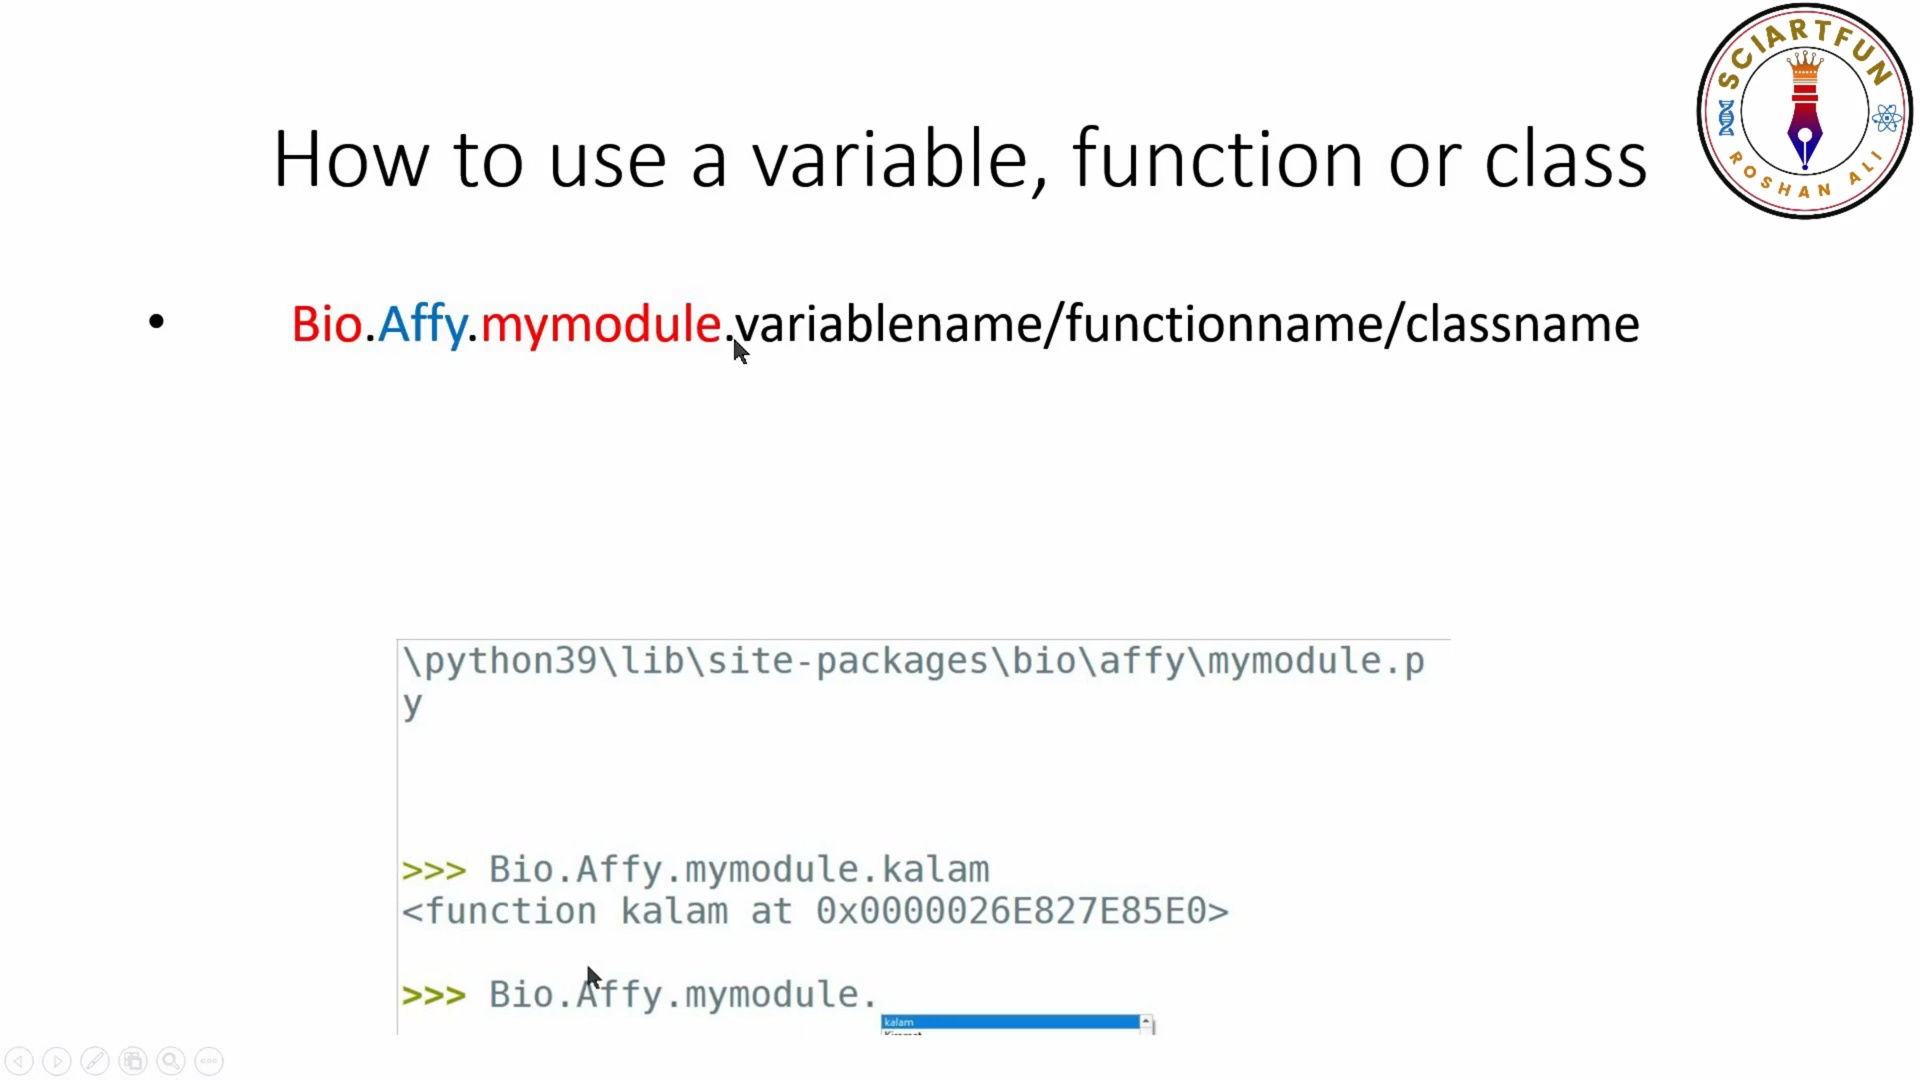 SCIARTFUN
ROSHAN ALI
How to use a variable, function or class
• Bio.Affy.mymodule.variablename/functionname/classname
\python39\lib\site-packages\bio\affy\mymodule.p
y
>>> Bio.Affy.mymodule.kalam
<function kalam at 0x0000026E827E85E0>
>>> Bio.Affy.mymodule.
kalam